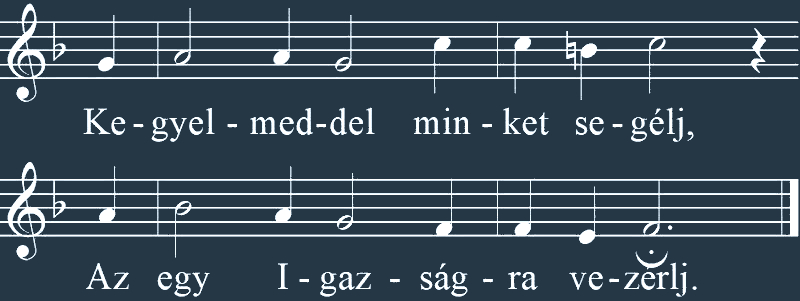 Ke - gyel - med-del min - ket se - gélj,
Az egy I - gaz - ság - ra ve-zérlj.